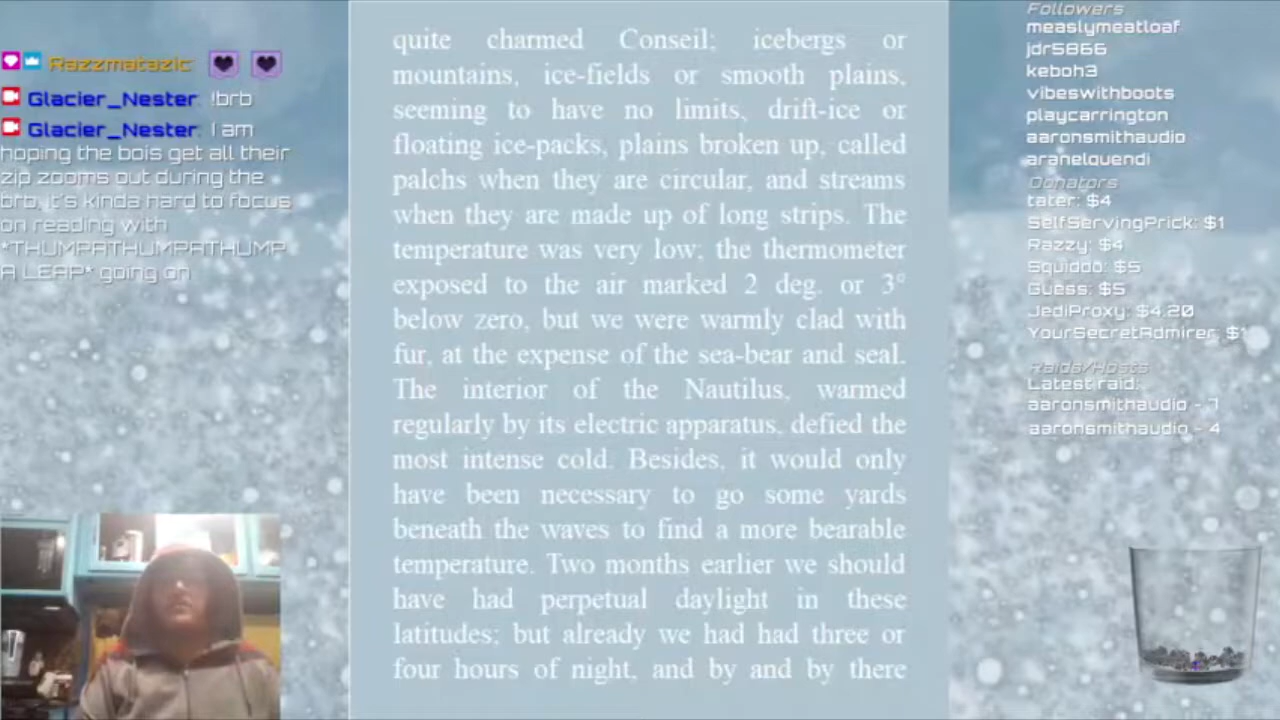 Razzmatazic
Glacier_Nester: !brb
Glacier_Nester: I am
hoping the bois get all their
zip zooms out during the
brb, it's kinda hard to focus
on reading with
*THUMPATHUMPATHUMP
A LEAP* going on
quite charmed Conseil; icebergs or
mountains, ice-fields or smooth plains,
seeming to have no limits, drift-ice or
floating ice-packs, plains broken up, called
palchs when they are circular, and streams
when they are made up of long strips. The
temperature was very low; the thermometer
exposed to the air marked 2 deg. or 3°
below zero, but we were warmly clad with
fur, at the expense of the sea-bear and seal.
The interior of the Nautilus, warmed
regularly by its electric apparatus, defied the
most intense cold. Besides, it would only
have been necessary to go some yards
beneath the waves to find a more bearable
temperature. Two months earlier we should
have had perpetual daylight in these
latitudes; but already we had had three or
four hours of night, and by and by there
Followers
measlymeatloaf
jdr5866
keboh3
vibeswithboots
playcarrington
aaronsmithaudio
aranelquendi
Donators
tater: $4
SelfServingPrick: $1
Razzy: $4
Squidoo: $5
Guess: $5
JediProxy: $4.20
YourSecretAdmirer: $1
Raids/Hosts
Latest raid:
aaronsmithaudio - 7
aaronsmithaudio - 4